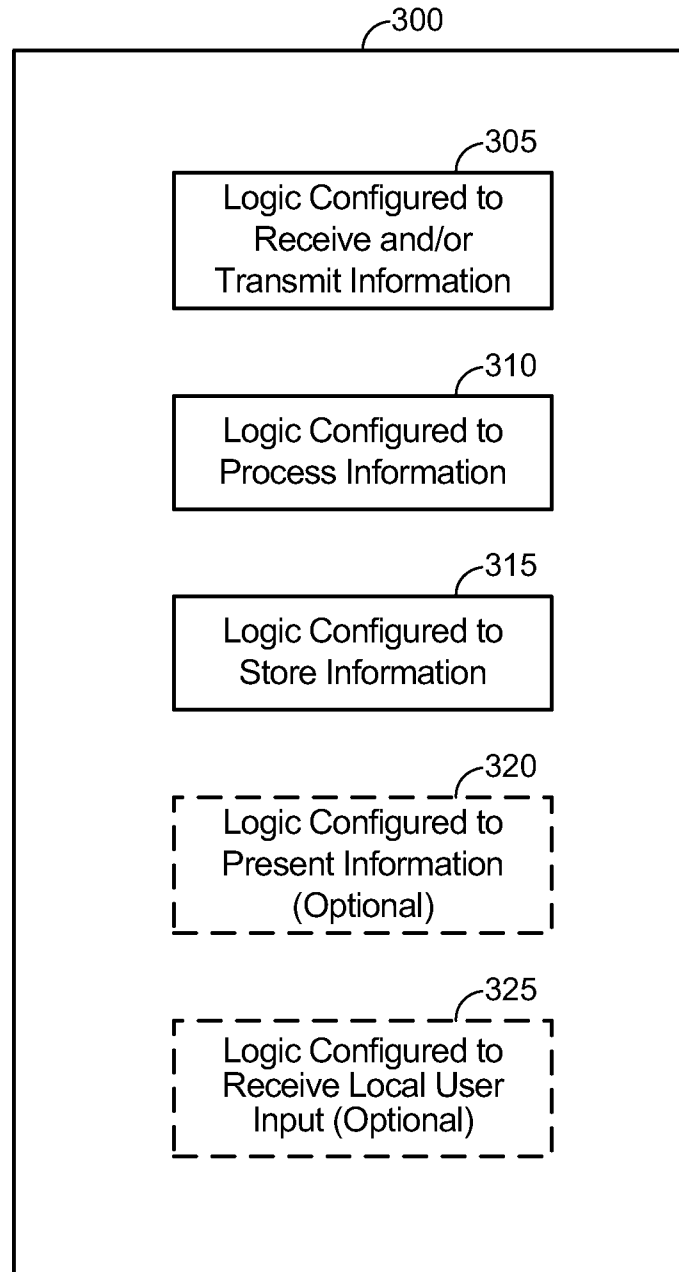 300
305
Logic Configured to
Receive and/or
Transmit Information
310
Logic Configured to
Process Information
315
Logic Configured to
Store Information
320
Logic Configured to
Present Information
(Optional)
325
Logic Configured to
Receive Local User
Input (Optional)